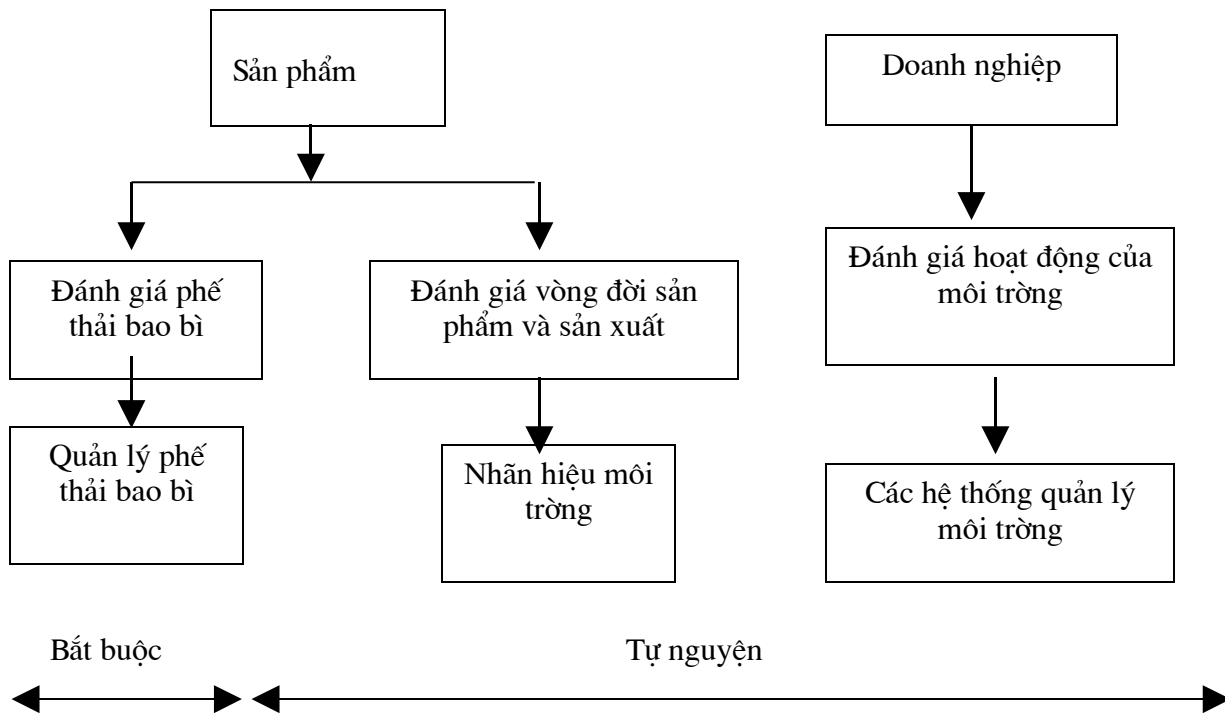 Sản phẩm
Doanh nghiệp
Đánh giá phế
thải bao bì
Đánh giá vòng đời sản
phẩm và sản xuất
Đánh giá hoạt động của
môi trờng
Quản lý phế
thải bao bì
Nhãn hiệu môi
trờng
Các hệ thống quản lý
môi trờng
Bắt buộc
Tự nguyện